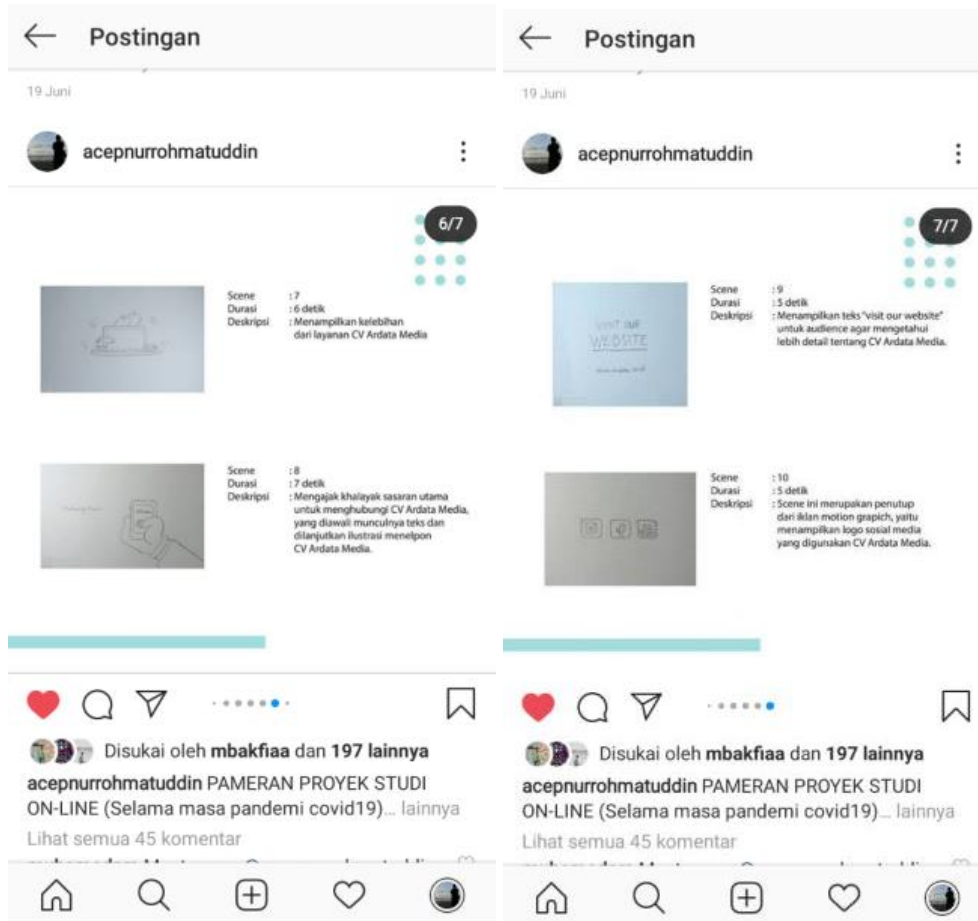 Postingan
19 Juni
acepnurrohmatuddin
6/7
Scene :7
Durasi :6 detik
Deskripsi : Menampilkan kelebihan
dari layanan CV Ardata Media
Scene :8
Durasi :7 detik
Deskripsi : Mengajak khalayak sasaran utama
untuk menghubungi CV Ardata Media,
yang diawali munculnya teks dan
dilanjutkan ilustrasi menelpon
CV Ardata Media.
Disukai oleh mbakfiaa dan 197 lainnya
acepnurrohmatuddin PAMERAN PROYEK STUDI
ON-LINE (Selama masa pandemi covid19)... lainnya
Lihat semua 45 komentar
Postingan
19 Juni
acepnurrohmatuddin
7/7
VISIT OUR
WEBSITE
Scene :9
Durasi :5 detik
Deskripsi : Menampilkan teks "visit our website"
untuk audience agar mengetahui
lebih detail tentang CV Ardata Media.
Scene :10
Durasi :5 detik
Deskripsi : Scene ini merupakan penutup
dari iklan motion grapich, yaitu
menampilkan logo sosial media
yang digunakan CV Ardata Media.
Disukai oleh mbakfiaa dan 197 lainnya
acepnurrohmatuddin PAMERAN PROYEK STUDI
ON-LINE (Selama masa pandemi covid19)... lainnya
Lihat semua 45 komentar